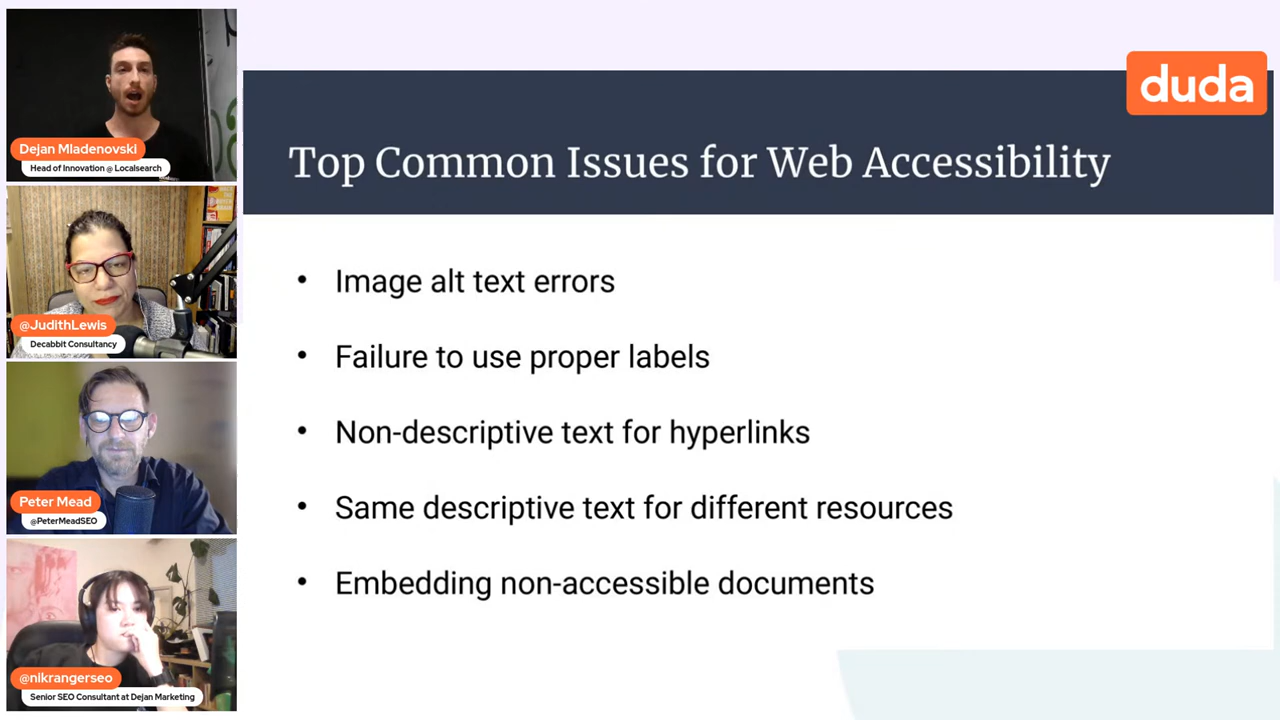 Dejan Mladenovski
Head of Innovation @ Localsearch
@JudithLewis
Decabbit Consultancy
Peter Mead
@PeterMeadSEO
@nikrangerseo
Senior SEO Consultant at Dejan Marketing
duda
Top Common Issues for Web Accessibility
• Image alt text errors
• Failure to use proper labels
• Non-descriptive text for hyperlinks
• Same descriptive text for different resources
• Embedding non-accessible documents